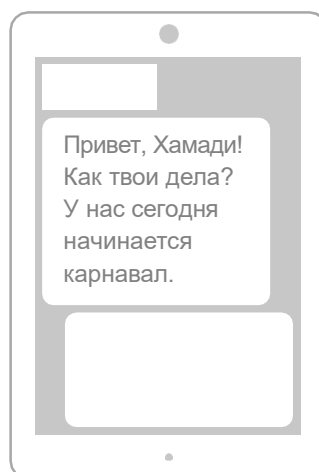 Привет, Хамади!
Как твои дела?
У нас сегодня
начинается
карнавал.